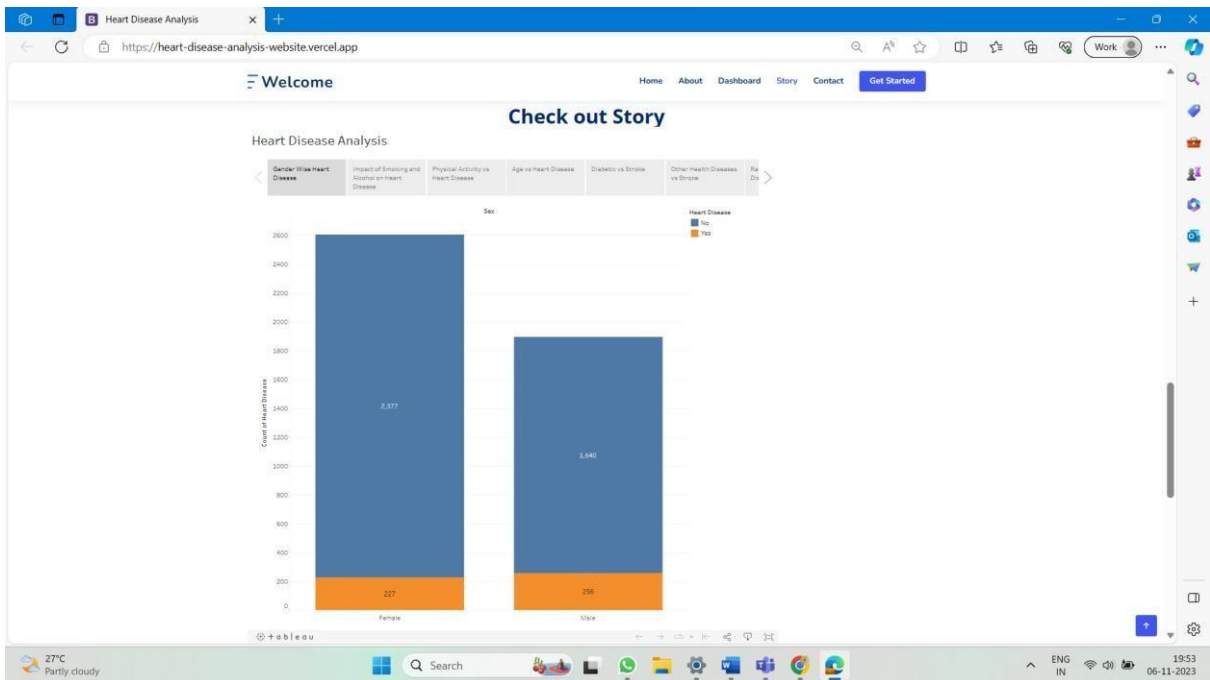 Heart Disease Analysis
https://heart-disease-analysis-website.vercel.app
Work
Welcome
Home About Dashboard Story Contact Get Started
Check out Story
Heart Disease Analysis
Gender Wise Heart Disease
Impact of Smoking and Alcohol on Heart Disease
Physical Activity vs Heart Disease
Age vs Heart Disease
Diabetic vs Stroke
Other Health Diseases vs Stroke
Sex
Heart Disease
No
Yes
2600
2400
2200
2000
1800
1600
1400
1200
1000
800
600
400
200
0
Count of Heart Disease
2,377
1,640
227
256
Female
Male
+ableau
27°C
Partly cloudy
Search
ENG
IN
19:53
06-11-2023